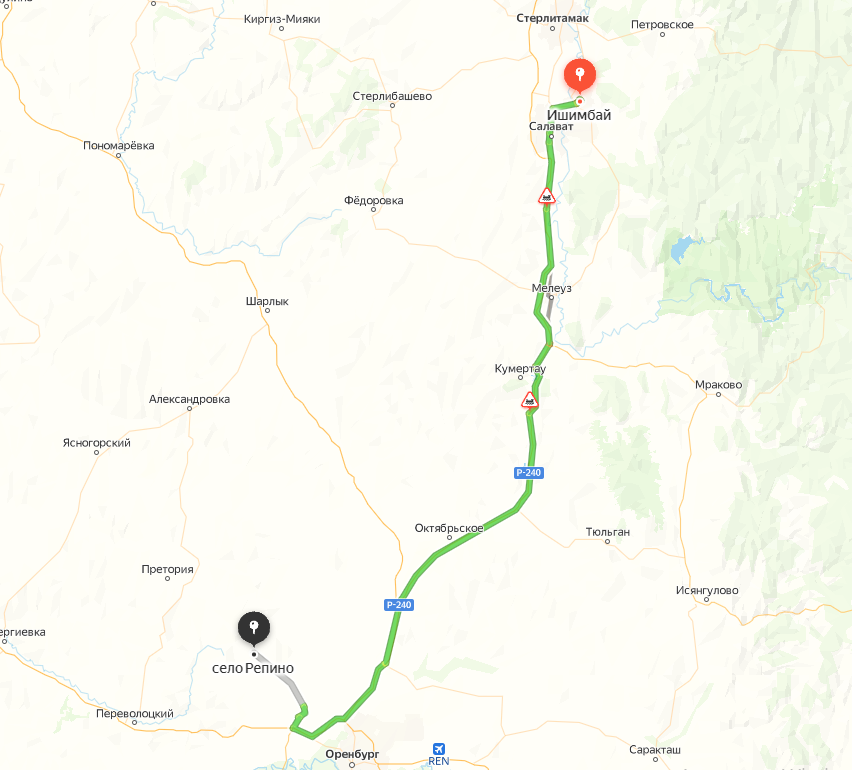 Киргиз-Мияки
Стерлитамак
Петровское
Стерлибашево
Ишимбай
Салават
Пономарёвка
Фёдоровка
Мелеуз
Шарлык
Кумертау
Мраково
Александровка
Ясногорский
Р-240
Октябрьское
Тюльган
Претория
Исянгулово
Р-240
село Репино
Переволоцкий
Оренбург
REN
Саракташ